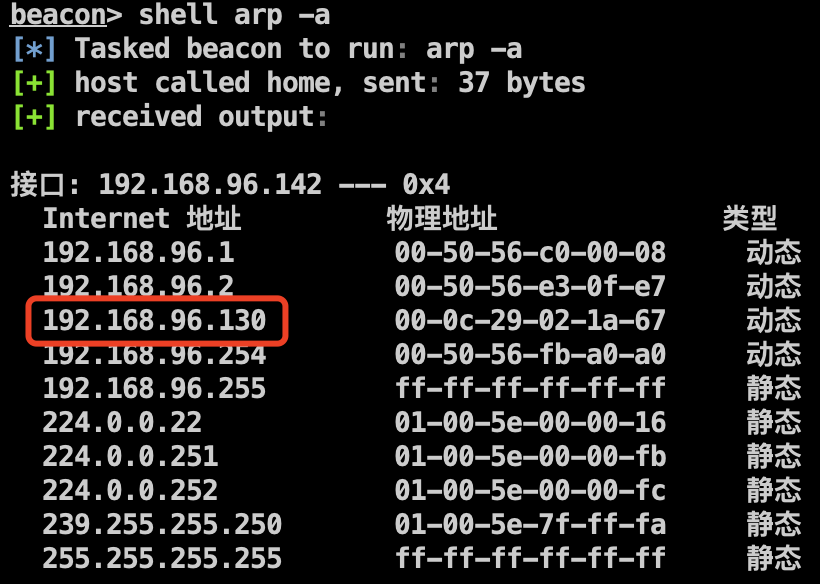 beacon> shell arp -a
[*] Tasked beacon to run: arp -a
[+] host called home, sent: 37 bytes
[+] received output:
接口: 192.168.96.142 --- 0x4
Internet 地址 物理地址 类型
192.168.96.1 00-50-56-c0-00-08 动态
192.168.96.2 00-50-56-e3-0f-e7 动态
192.168.96.130 00-0c-29-02-1a-67 动态
192.168.96.254 00-50-56-fb-a0-a0 动态
192.168.96.255 ff-ff-ff-ff-ff-ff 静态
224.0.0.22 01-00-5e-00-00-16 静态
224.0.0.251 01-00-5e-00-00-fb 静态
224.0.0.252 01-00-5e-00-00-fc 静态
239.255.255.250 01-00-5e-7f-ff-fa 静态
255.255.255.255 ff-ff-ff-ff-ff-ff 静态